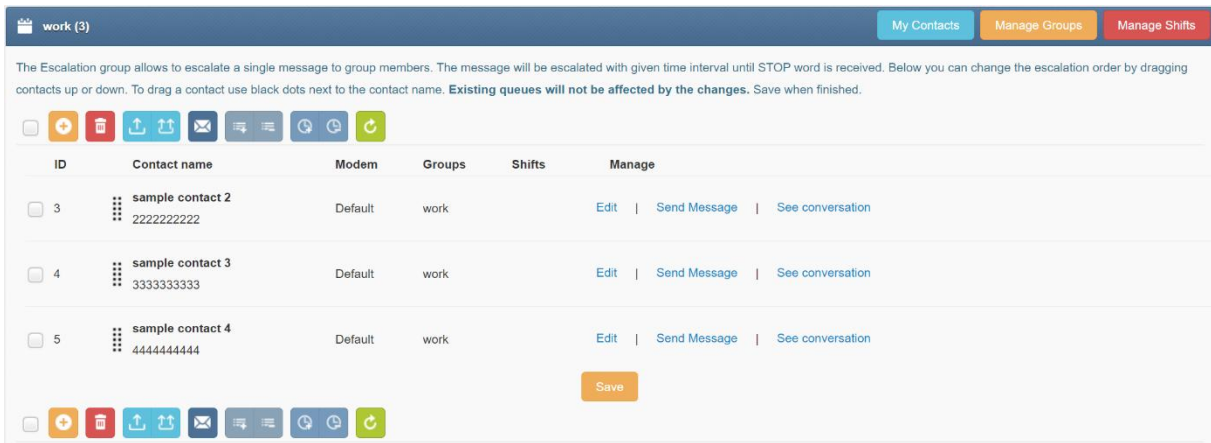 work (3)
My Contacts
Manage Groups
Manage Shifts
The Escalation group allows to escalate a single message to group members. The message will be escalated with given time interval until STOP word is received. Below you can change the escalation order by dragging
contacts up or down. To drag a contact use black dots next to the contact name. Existing queues will not be affected by the changes. Save when finished.
ID Contact name Modem Groups Shifts Manage
sample contact 2
3 Default work Edit | Send Message | See conversation
2222222222
sample contact 3
4 Default work Edit | Send Message | See conversation
3333333333
sample contact 4
5 Default work Edit | Send Message | See conversation
4444444444
Save